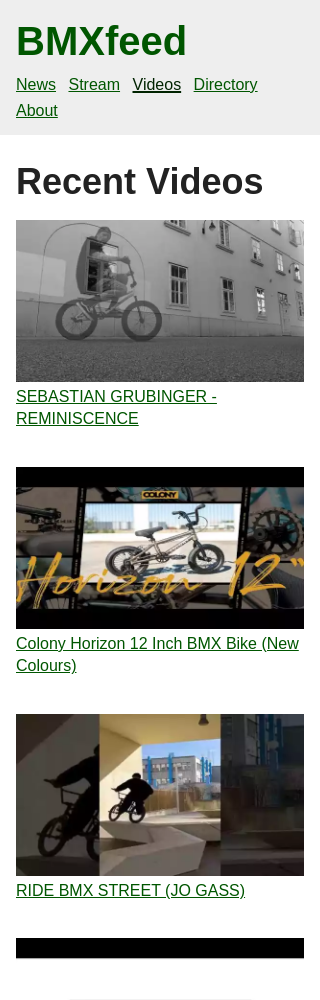 BMXfeed
News Stream Videos Directory
About
Recent Videos
SEBASTIAN GRUBINGER -
REMINISCENCE
COLONY
Horizon 12"
Colony Horizon 12 Inch BMX Bike (New
Colours)
RIDE BMX STREET (JO GASS)